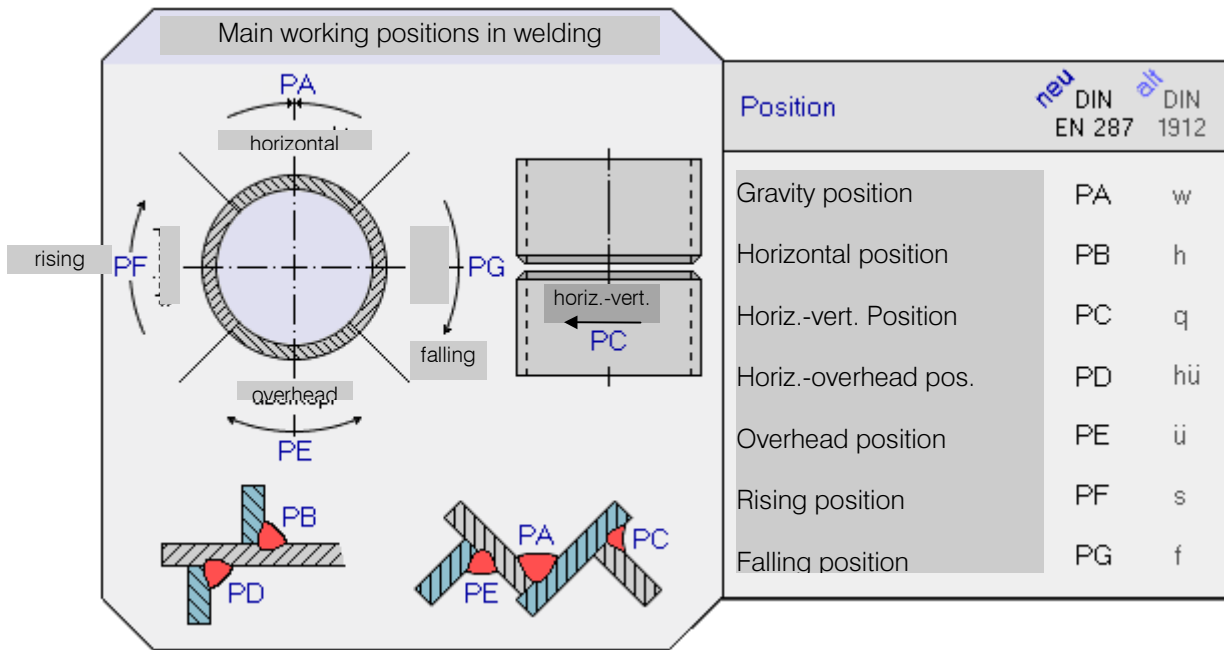 Main working positions in welding
PA
horizontal
rising
PF
PG
falling
overhead
PE
horiz.-vert.
PC
PB
PD
PA
PC
PE
Position
neu DIN EN 287
alt DIN 1912
Gravity position PA w
Horizontal position PB h
Horiz.-vert. Position PC q
Horiz.-overhead pos. PD hü
Overhead position PE ü
Rising position PF s
Falling position PG f